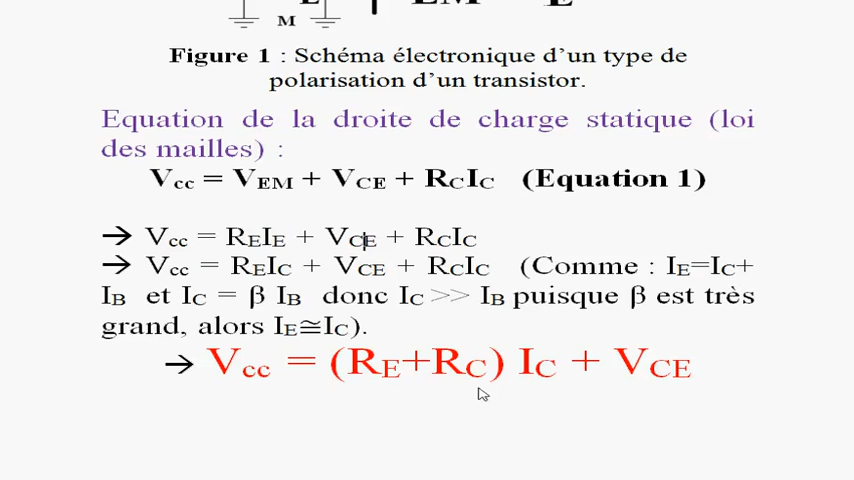 M
Figure 1 : Schéma électronique d'un type de
polarisation d'un transistor.
Equation de la droite de charge statique (loi
des mailles) :
Vcc = VEM + VCE + RCIC (Equation 1)
→ Vcc = REIE + VCE + RCIC
→ Vcc = REIC + VCE + RCIC (Comme : IE=IC+
IB et IC = β IB donc IC >> IB puisque β est très
grand, alors IE≅IC).
→ Vcc = (RE+RC) IC + VCE